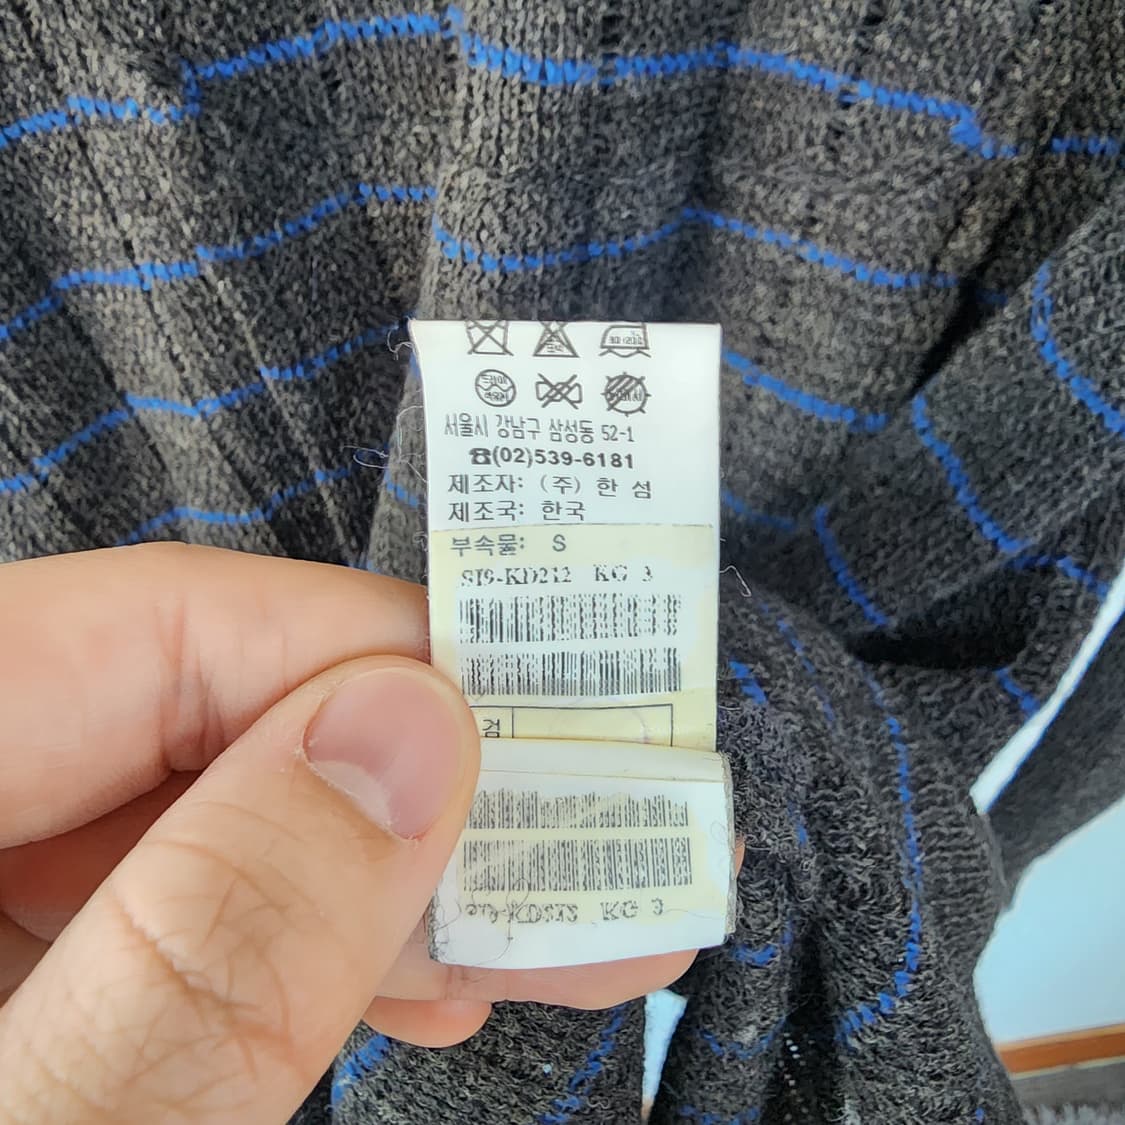 서울시 강남구 삼성동 52-1
☎(02)539-6181
제조자: (주) 한 섬
제조국: 한국
부속물: S
SI9-KD212 KG 3
검